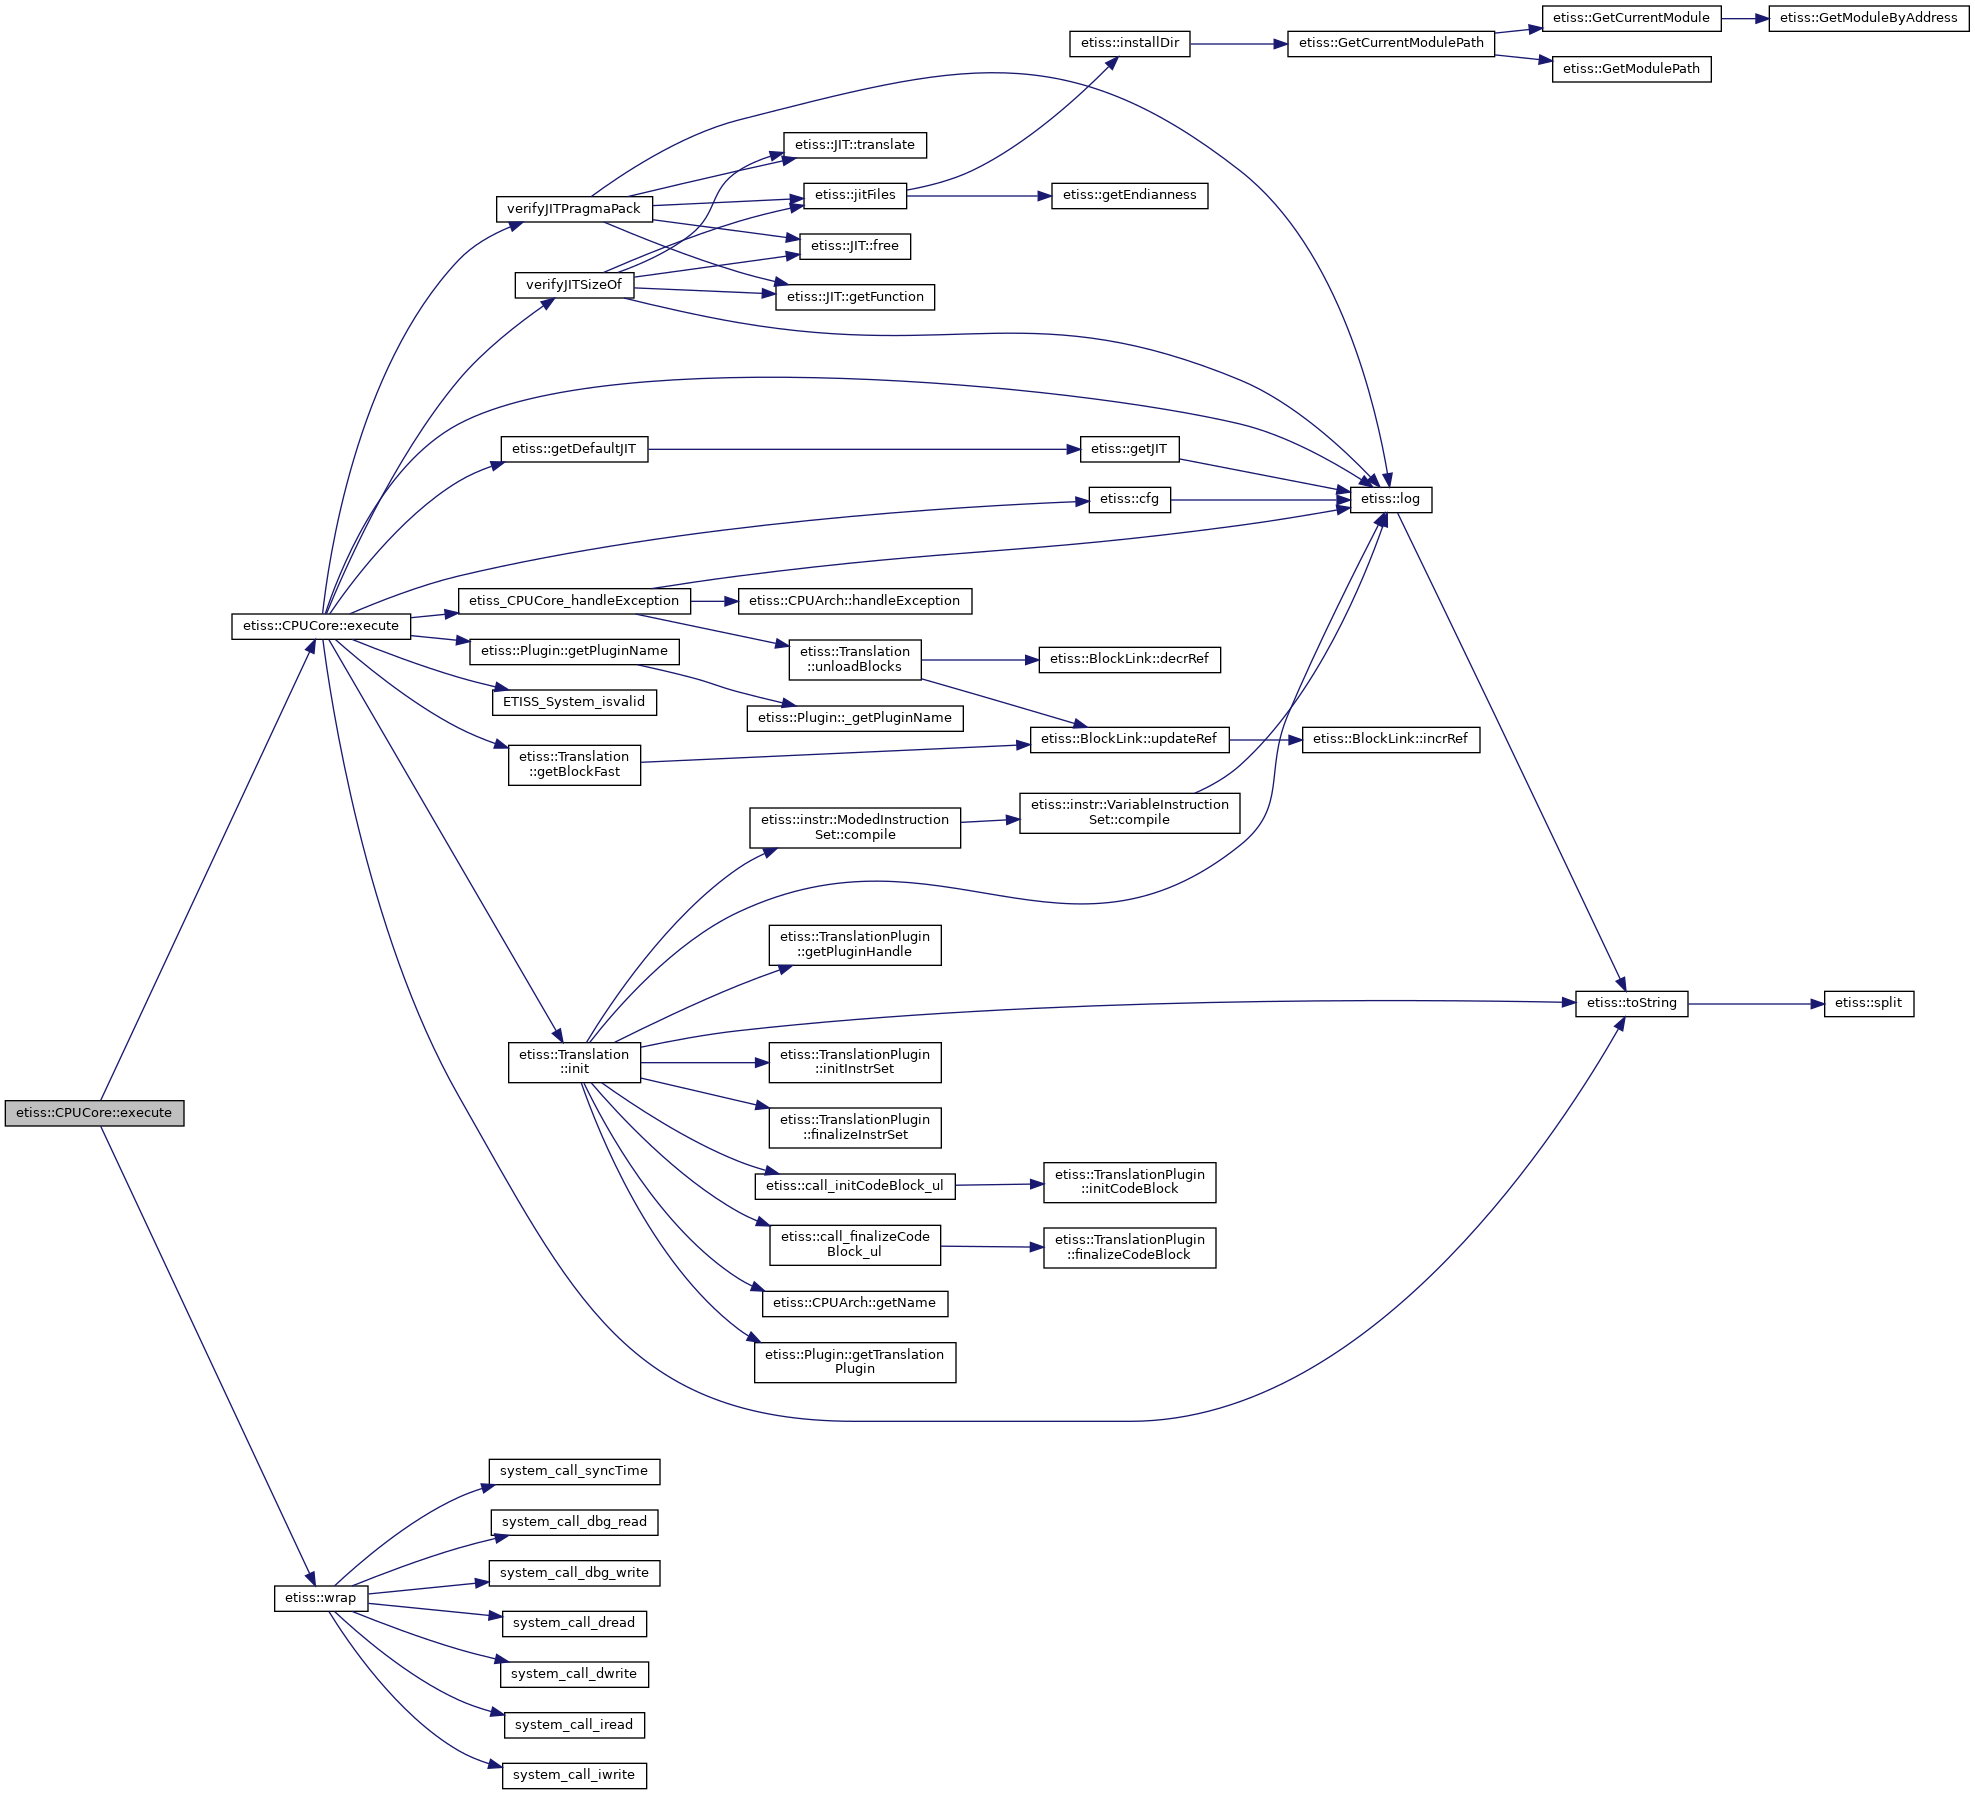 etiss::GetCurrentModule
etiss::GetModuleByAddress
etiss::installDir
etiss::GetCurrentModulePath
etiss::GetModulePath
etiss::JIT::translate
etiss::jitFiles
etiss::getEndianness
verifyJITPragmaPack
etiss::JIT::free
verifyJITSizeOf
etiss::JIT::getFunction
etiss::getDefaultJIT
etiss::getJIT
etiss::cfg
etiss::log
etiss_CPUCore_handleException
etiss::CPUArch::handleException
etiss::CPUCore::execute
etiss::Plugin::getPluginName
etiss::Translation
::unloadBlocks
etiss::BlockLink::decrRef
ETISS_System_isvalid
etiss::Plugin::_getPluginName
etiss::BlockLink::updateRef
etiss::BlockLink::incrRef
etiss::Translation
::getBlockFast
etiss::instr::ModedInstruction
Set::compile
etiss::instr::VariableInstruction
Set::compile
etiss::TranslationPlugin
::getPluginHandle
etiss::toString
etiss::split
etiss::Translation
::init
etiss::TranslationPlugin
::initInstrSet
etiss::CPUCore::execute
etiss::TranslationPlugin
::finalizeInstrSet
etiss::call_initCodeBlock_ul
etiss::TranslationPlugin
::initCodeBlock
etiss::call_finalizeCode
Block_ul
etiss::TranslationPlugin
::finalizeCodeBlock
etiss::CPUArch::getName
etiss::Plugin::getTranslation
Plugin
system_call_syncTime
system_call_dbg_read
system_call_dbg_write
etiss::wrap
system_call_dread
system_call_dwrite
system_call_iread
system_call_iwrite